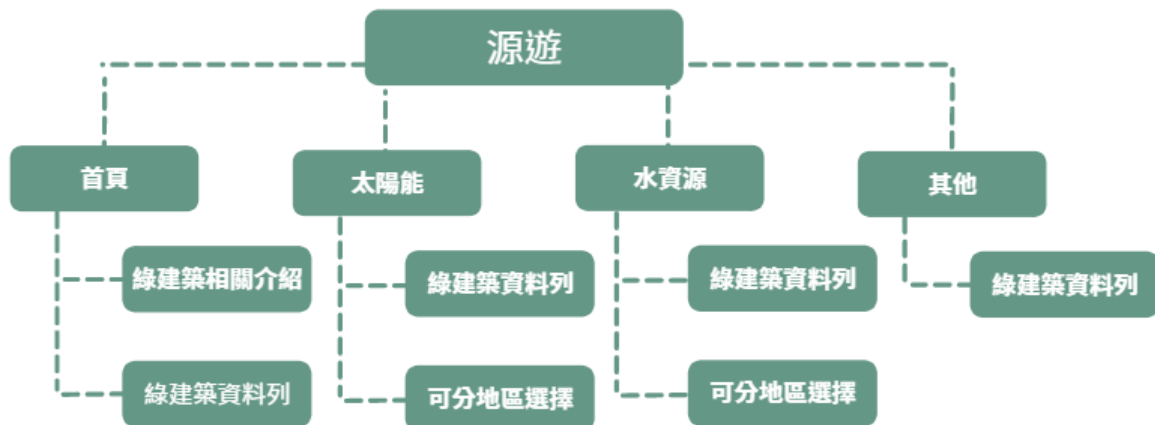 源遊
首頁
太陽能
水資源
其他
綠建築相關介紹
綠建築資料列
綠建築資料列
綠建築資料列
綠建築資料列
可分地區選擇
可分地區選擇